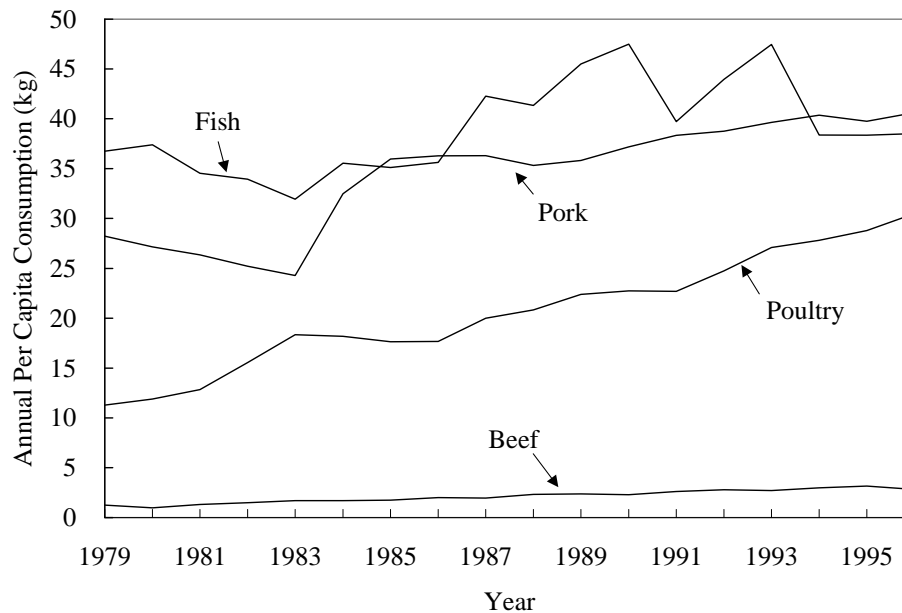 Annual Per Capita Consumption (kg)
50
45
40
35
30
25
20
15
10
5
0
Fish
Pork
Poultry
Beef
1979 1981 1983 1985 1987 1989 1991 1993 1995
Year